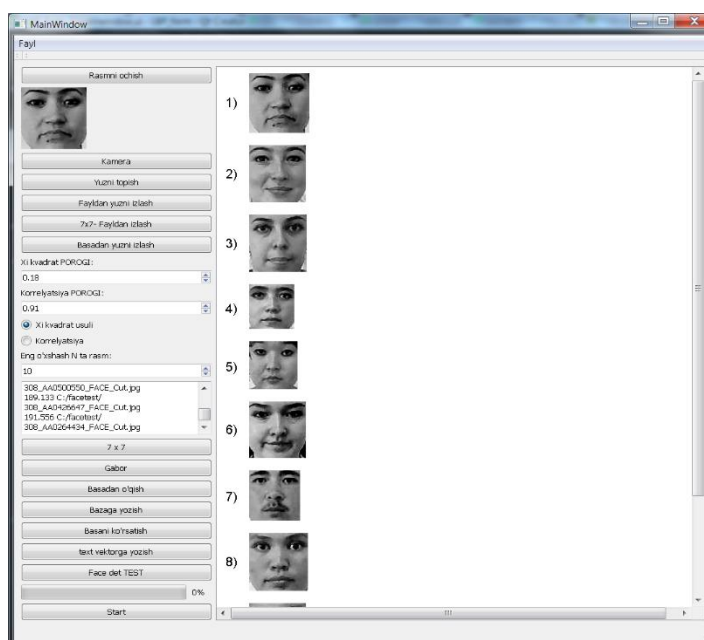 MainWindow
Fayl
Rasmni ochish
Kamera
Yuzni topish
Fayldan yuzni izlash
7x7- Fayldan izlash
Basadan yuzni izlash
Xi kvadrat POROGI:
0.18
Korrelyatsiya POROGI:
0.91
Xi kvadrat usuli
Korrelyatsiya
Eng o'xshash N ta rasm:
10
308_AA0500550_FACE_Cut.jpg
189.133 C:/facetest/
308_AA0426647_FACE_Cut.jpg
191.556 C:/facetest/
308_AA0264434_FACE_Cut.jpg
7 x 7
Gabor
Basadan o'qish
Bazaga yozish
Basani ko'rsatish
text vektorga yozish
Face det TEST
0%
Start
1)
2)
3)
4)
5)
6)
7)
8)